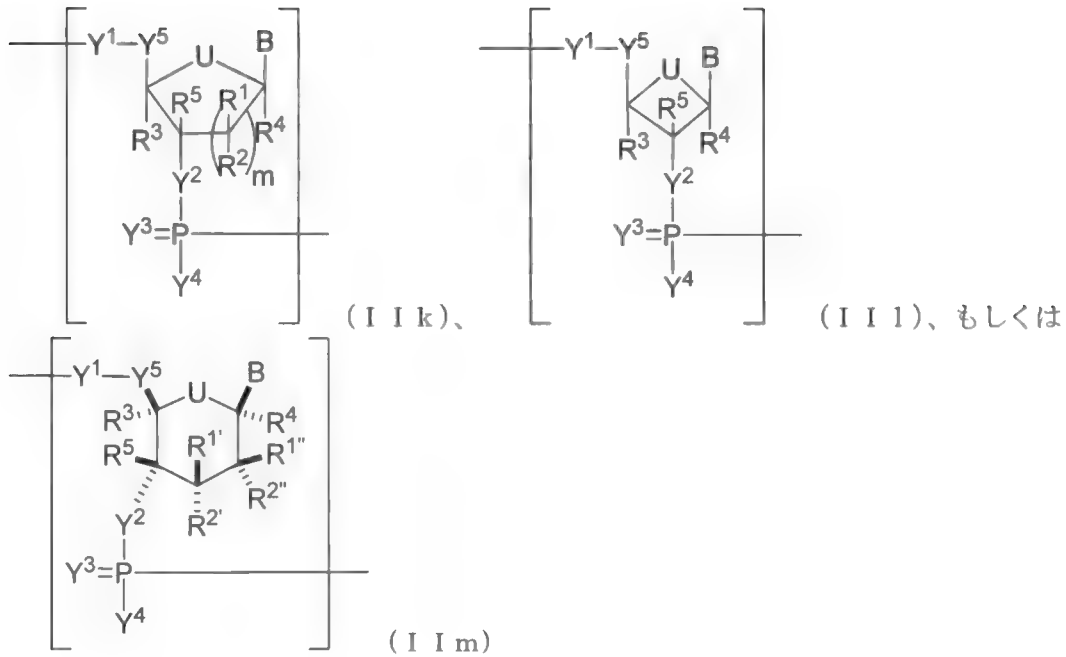 Y¹–Y⁵ U B
R⁵ R¹
R³ R² R⁴
Y² m
Y³=P
Y⁴
(IIk)、
Y¹–Y⁵ U B
R⁵
R³ R⁴
Y²
Y³=P
Y⁴
(IIl)、もしくは
Y¹–Y⁵ U B
R³ R⁴
R⁵ R¹' R¹''
R²''
Y² R²'
Y³=P
Y⁴
(IIm)